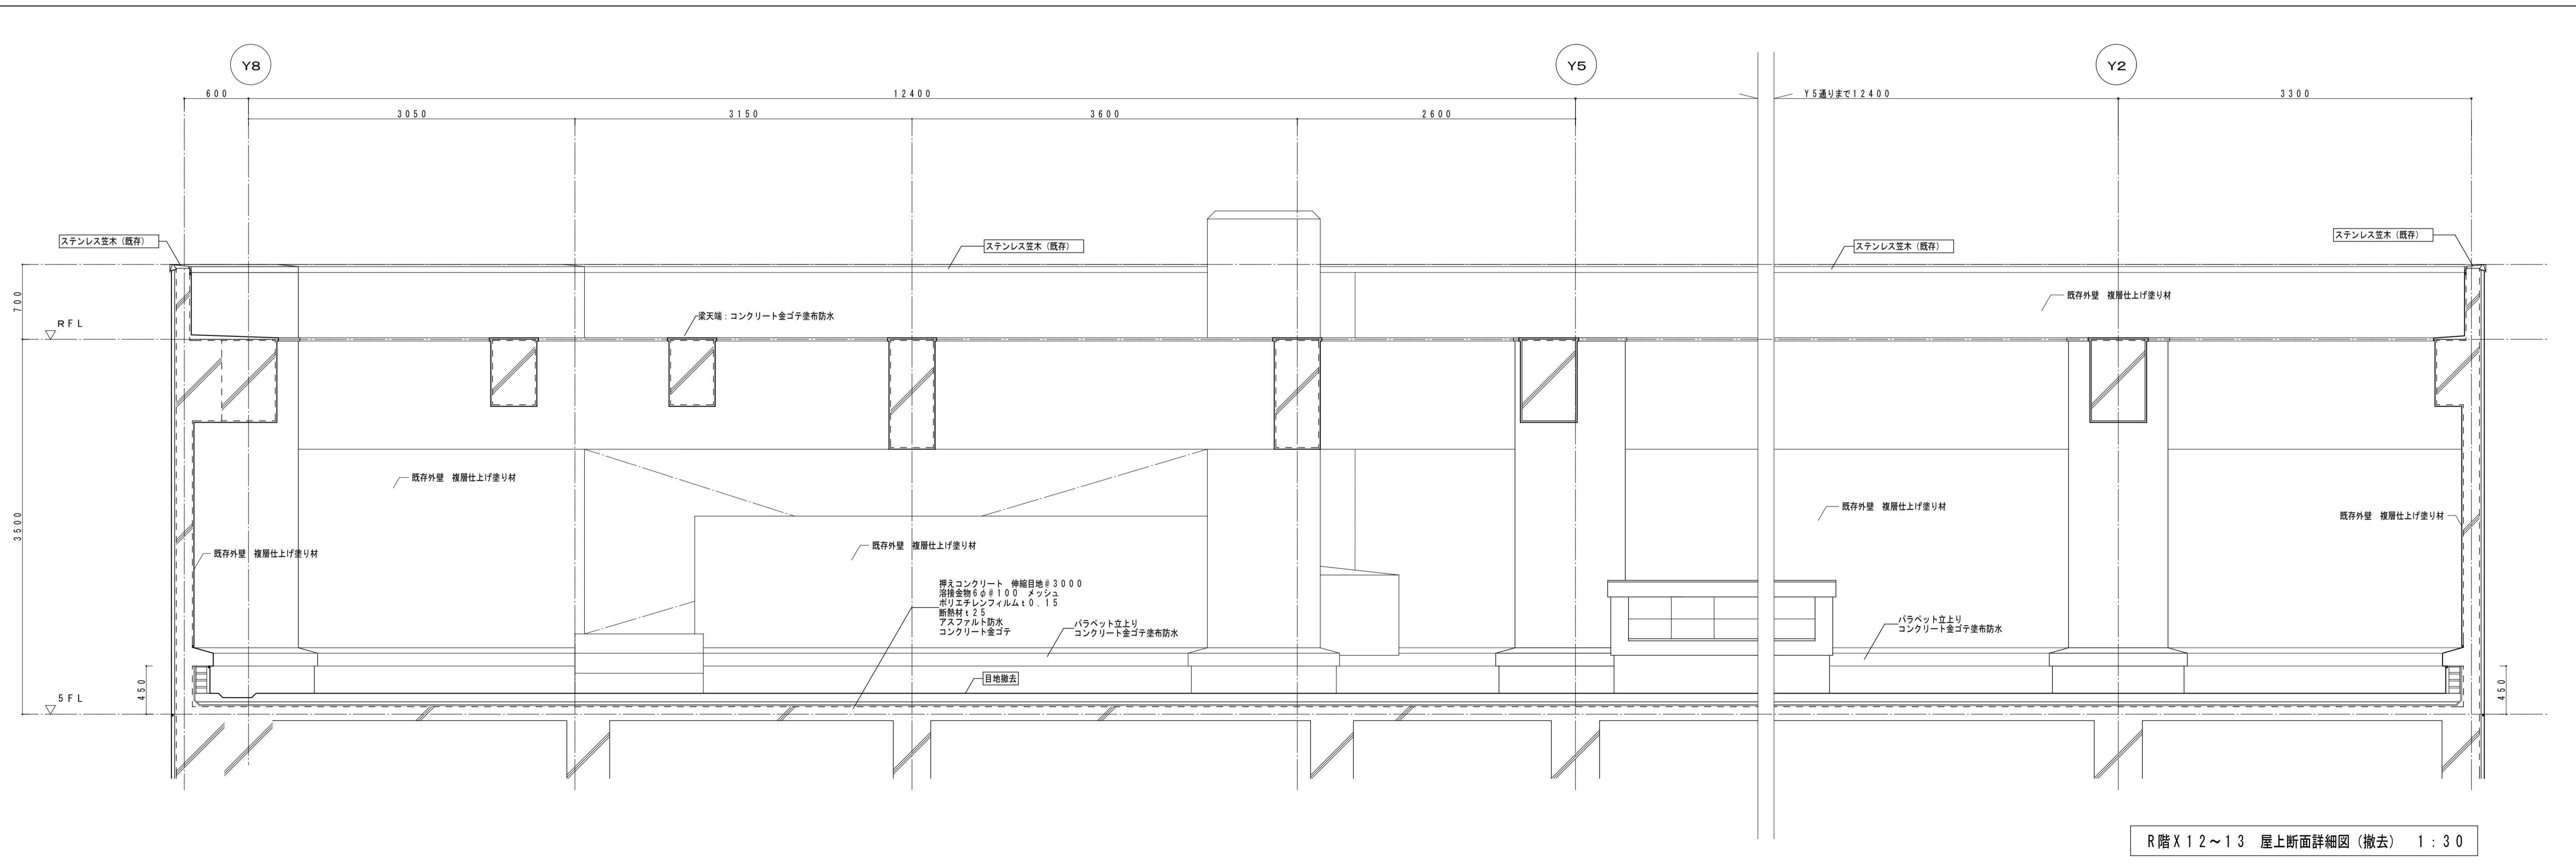 Y8
Y5
Y2
600
12400
Y5通りまで12400
3300
3050
3150
3600
2600
ステンレス笠木（既存）
ステンレス笠木（既存）
ステンレス笠木（既存）
ステンレス笠木（既存）
700
RFL
梁天端：コンクリート金ゴテ塗布防水
既存外壁　複層仕上げ塗り材
既存外壁　複層仕上げ塗り材
既存外壁　複層仕上げ塗り材
既存外壁　複層仕上げ塗り材
3500
既存外壁　複層仕上げ塗り材
既存外壁　複層仕上げ塗り材
押えコンクリート　伸縮目地@3000
溶接金物6φ@100　メッシュ
ポリエチレンフィルムt0.15
断熱材t25
アスファルト防水
コンクリート金ゴテ
パラペット立上り
コンクリート金ゴテ塗布防水
パラペット立上り
コンクリート金ゴテ塗布防水
目地撤去
450
450
5FL
R階X12～13　屋上断面詳細図（撤去）　1：30